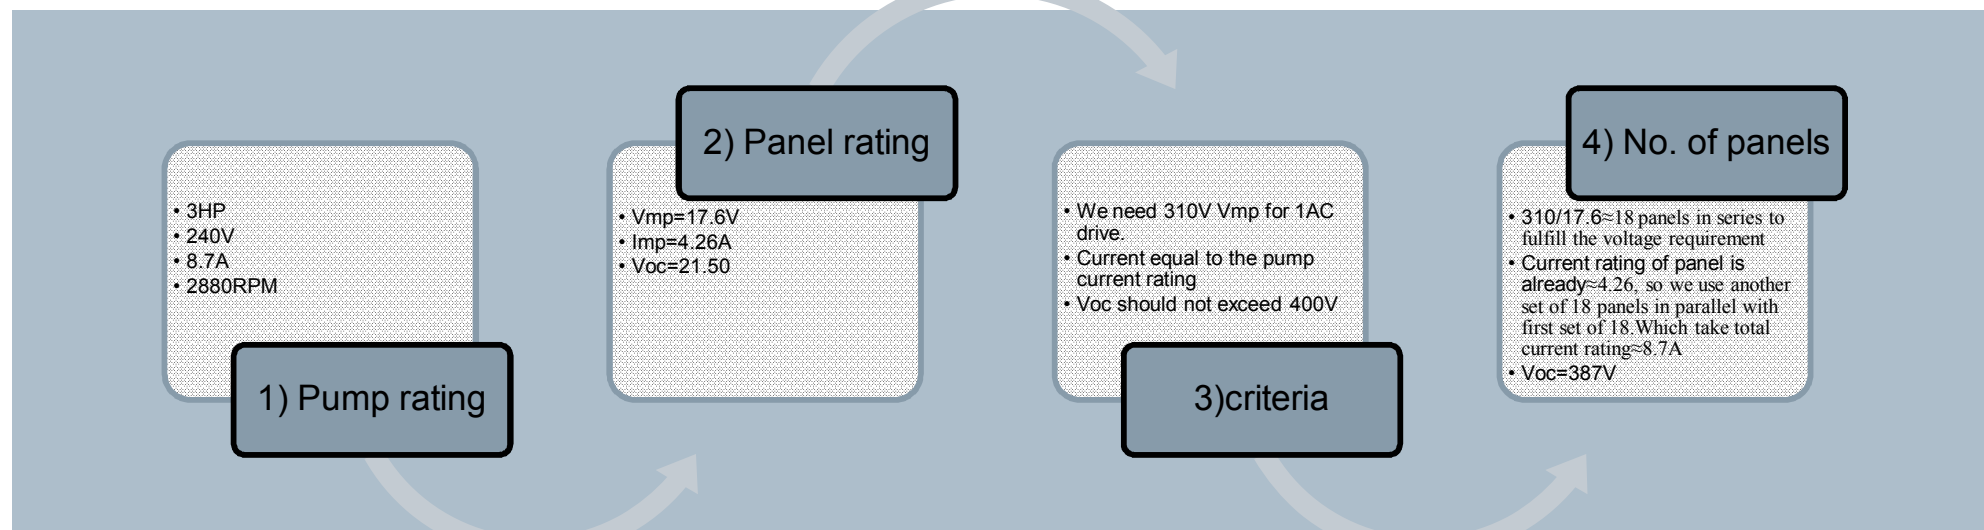 • 3HP
• 240V
• 8.7A
• 2880RPM
1) Pump rating
2) Panel rating
• Vmp=17.6V
• Imp=4.26A
• Voc=21.50
• We need 310V Vmp for 1AC
drive.
• Current equal to the pump
current rating
• Voc should not exceed 400V
3)criteria
4) No. of panels
• 310/17.6≈18 panels in series to
fulfill the voltage requirement
• Current rating of panel is
already≈4.26, so we use another
set of 18 panels in parallel with
first set of 18.Which take total
current rating≈8.7A
• Voc=387V